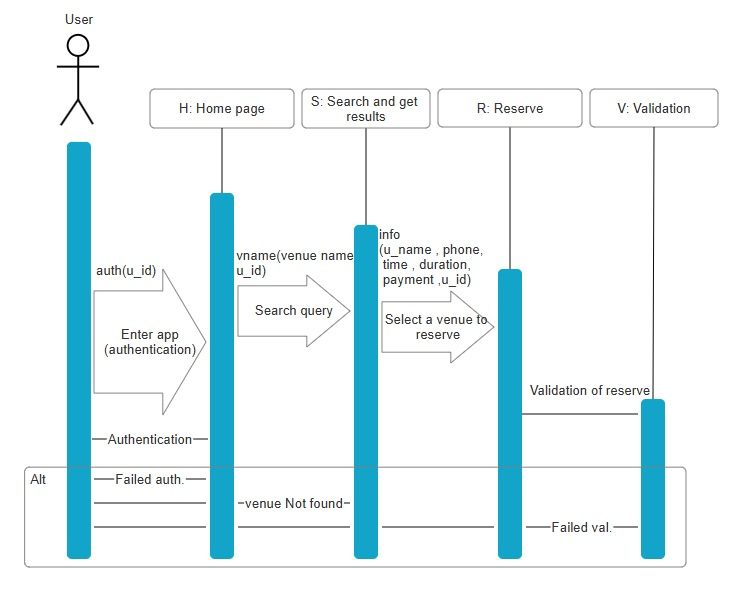 User
H: Home page
S: Search and get
results
R: Reserve
V: Validation
auth(u_id)
Enter app
(authentication)
vname(venue name
u_id)
Search query
info
(u_name , phone,
time , duration,
payment ,u_id)
Select a venue to
reserve
Validation of reserve
Authentication
Alt
Failed auth.
venue Not found
Failed val.